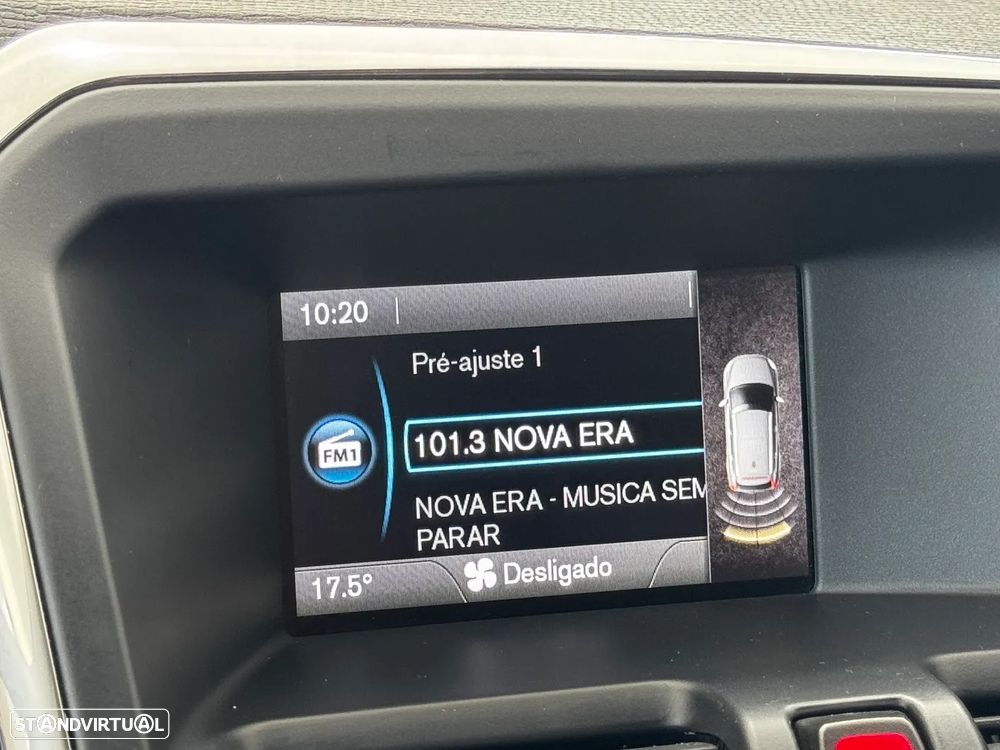 10:20
Pré-ajuste 1
FM1
101.3 NOVA ERA
NOVA ERA - MUSICA SEM
PARAR
17.5°
Desligado
STANDVIRTUAL